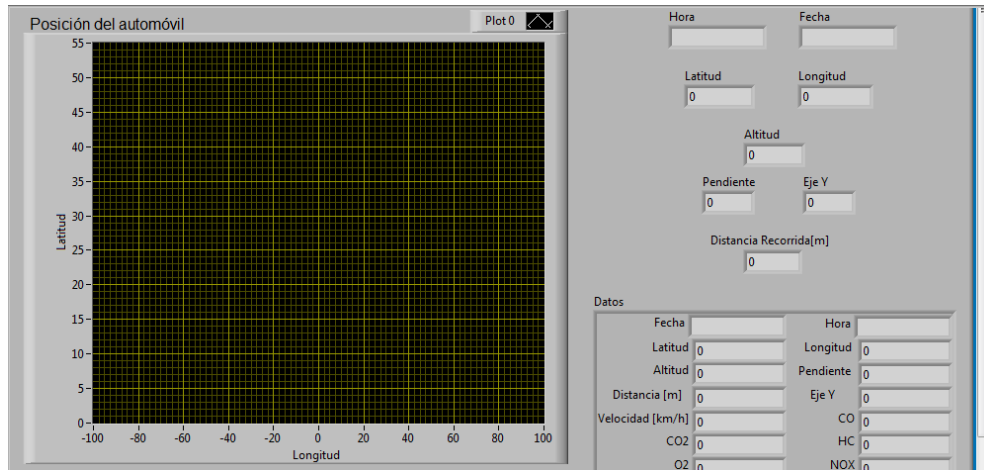 Posición del automóvil
Plot 0
55
50
45
40
35
30
25
20
15
10
5
0
Latitud
-100 -80 -60 -40 -20 0 20 40 60 80 100
Longitud
Hora Fecha
Latitud Longitud
0 0
Altitud
0
Pendiente Eje Y
0 0
Distancia Recorrida[m]
0
Datos
Fecha Hora
Latitud 0 Longitud 0
Altitud 0 Pendiente 0
Distancia [m] 0 Eje Y 0
Velocidad [km/h] 0 CO 0
CO2 0 HC 0
O2 0 NOX 0